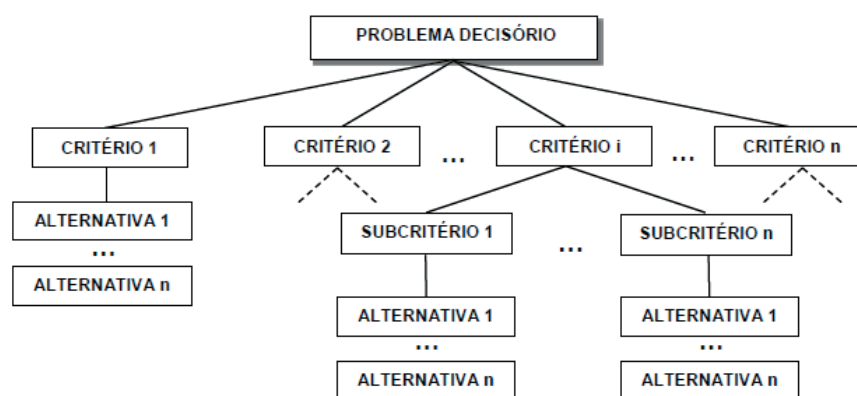 PROBLEMA DECISÓRIO
CRITÉRIO 1
CRITÉRIO 2
...
CRITÉRIO i
...
CRITÉRIO n
ALTERNATIVA 1
...
ALTERNATIVA n
SUBCRITÉRIO 1
...
SUBCRITÉRIO n
ALTERNATIVA 1
...
ALTERNATIVA n
ALTERNATIVA 1
...
ALTERNATIVA n